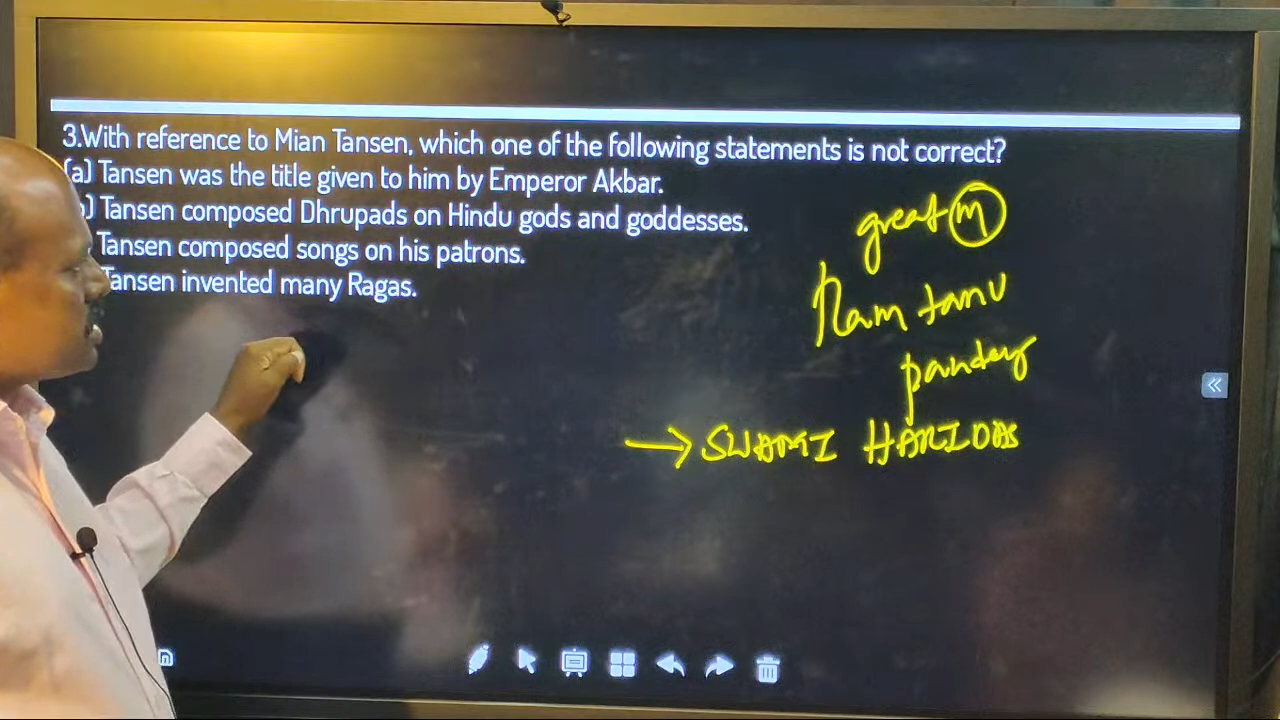 3.With reference to Mian Tansen, which one of the following statements is not correct?
(a) Tansen was the title given to him by Emperor Akbar.
) Tansen composed Dhrupads on Hindu gods and goddesses.
Tansen composed songs on his patrons.
Tansen invented many Ragas.
great m
Ram tanu
pandey
→ SWAMI HARIDAS